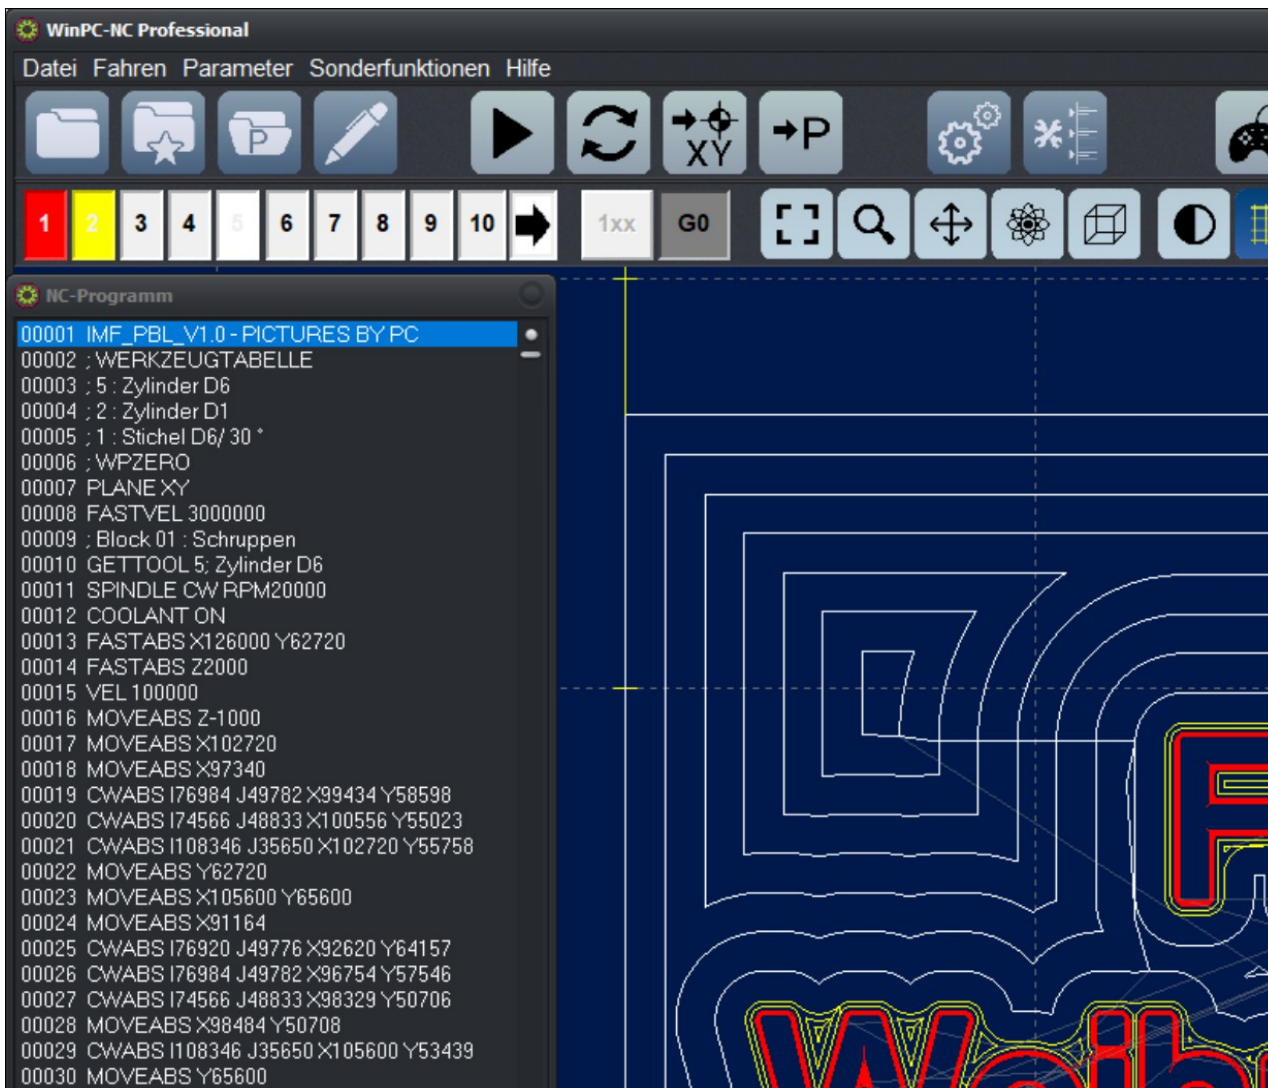 WinPC-NC Professional
Datei Fahren Parameter Sonderfunktionen Hilfe
P XY →P
1 2 3 4 5 6 7 8 9 10 1xx G0
NC-Programm
00001 IMF_PBL_V1.0 - PICTURES BY PC
00002 ; WERKZEUGTABELLE
00003 ; 5 : Zylinder D6
00004 ; 2 : Zylinder D1
00005 ; 1 : Stichel D6/ 30 °
00006 ; WPZERO
00007 PLANE XY
00008 FASTVEL 3000000
00009 ; Block 01 : Schruppen
00010 GETTOOL 5; Zylinder D6
00011 SPINDLE CW RPM20000
00012 COOLANT ON
00013 FASTABS X126000 Y62720
00014 FASTABS Z2000
00015 VEL 100000
00016 MOVEABS Z-1000
00017 MOVEABS X102720
00018 MOVEABS X97340
00019 CWABS I76984 J49782 X99434 Y58598
00020 CWABS I74566 J48833 X100556 Y55023
00021 CWABS I108346 J35650 X102720 Y55758
00022 MOVEABS Y62720
00023 MOVEABS X105600 Y65600
00024 MOVEABS X91164
00025 CWABS I76920 J49776 X92620 Y64157
00026 CWABS I76984 J49782 X96754 Y57546
00027 CWABS I74566 J48833 X98329 Y50706
00028 MOVEABS X98484 Y50708
00029 CWABS I108346 J35650 X105600 Y53439
00030 MOVEABS Y65600
F
Weih